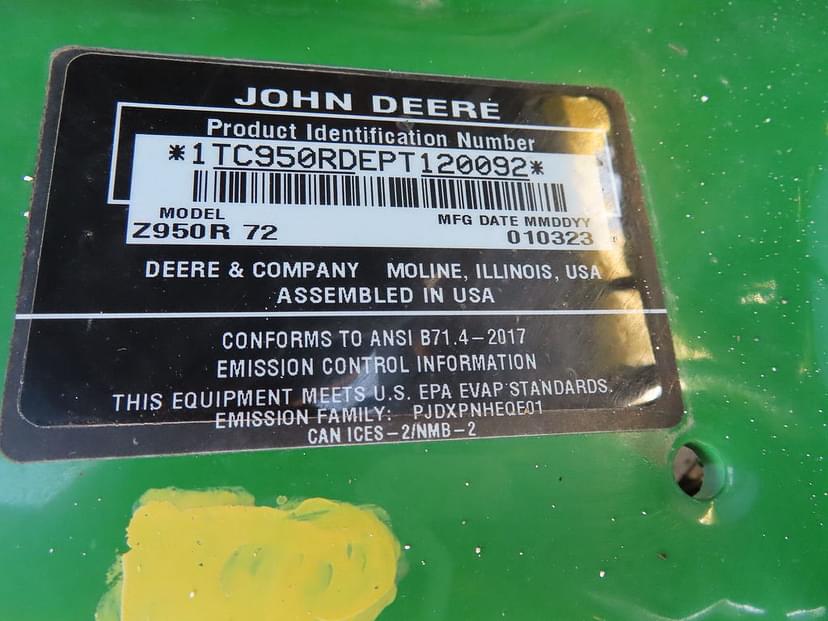 JOHN DEERE
Product Identification Number
*1TC950RDEPT120092*
MODEL MFG DATE MMDDYY
Z950R 72 010323
DEERE & COMPANY MOLINE, ILLINOIS, USA
ASSEMBLED IN USA
CONFORMS TO ANSI B71.4-2017
EMISSION CONTROL INFORMATION
THIS EQUIPMENT MEETS U.S. EPA EVAP STANDARDS.
EMISSION FAMILY: PJDXPNHEQE01
CAN ICES-2/NMB-2